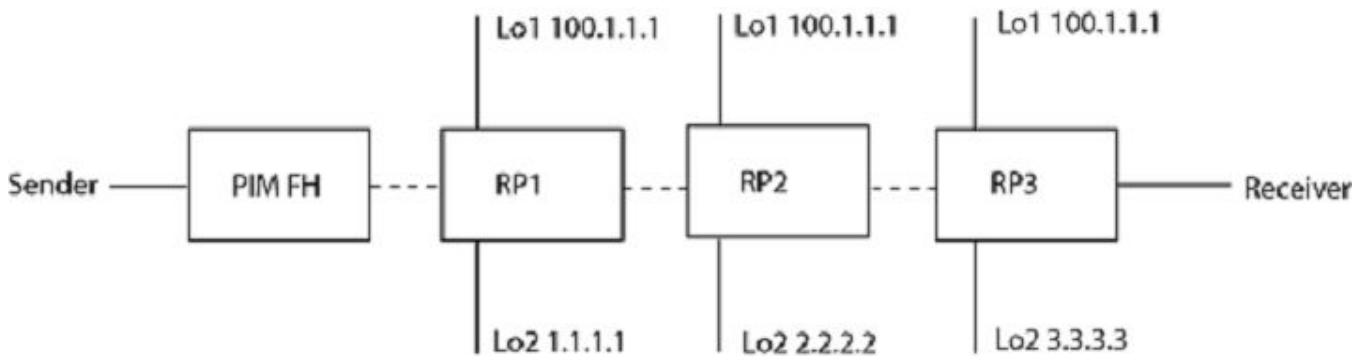 Lo1 100.1.1.1
Lo1 100.1.1.1
Lo1 100.1.1.1
Sender
PIM FH
RP1
RP2
RP3
Receiver
Lo2 1.1.1.1
Lo2 2.2.2.2
Lo2 3.3.3.3